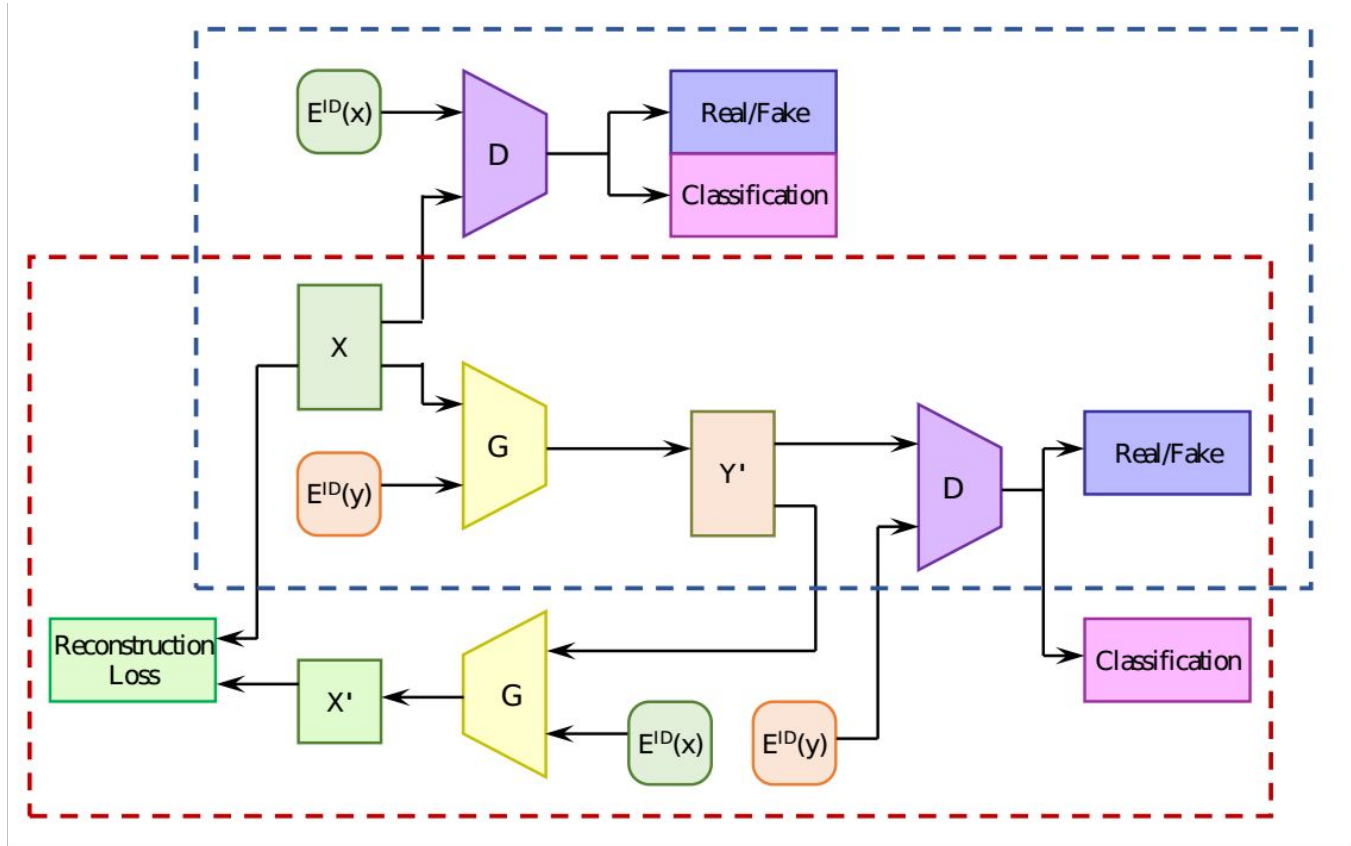 E^ID(x)
D
Real/Fake
Classification
X
G
E^ID(y)
Y'
D
Real/Fake
Reconstruction
Loss
X'
G
E^ID(x)
E^ID(y)
Classification